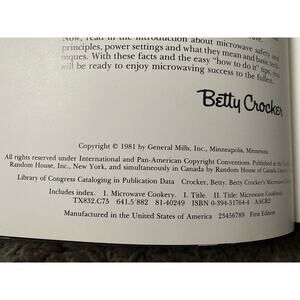 Now, read in the introduction about microwave safety and
principles, power settings and what they mean and basic tech-
niques. With these facts and the easy "how to do it" tips, you
will be ready to enjoy microwaving success to the fullest.
Betty Crocker
Copyright © 1981 by General Mills, Inc., Minneapolis, Minnesota.
All rights reserved under International and Pan-American Copyright Conventions. Published in the
Random House, Inc., New York, and simultaneously in Canada by Random House of Canada
Library of Congress Cataloging in Publication Data Crocker, Betty. Betty Crocker's Microwave
Includes index. 1. Microwave Cookery. I. Title. II. Title: Microwave Cookbook.
TX832.C75 641.5'882 81-40249 ISBN 0-394-51764-4 AACR2
Manufactured in the United States of America 23456789 First Edition